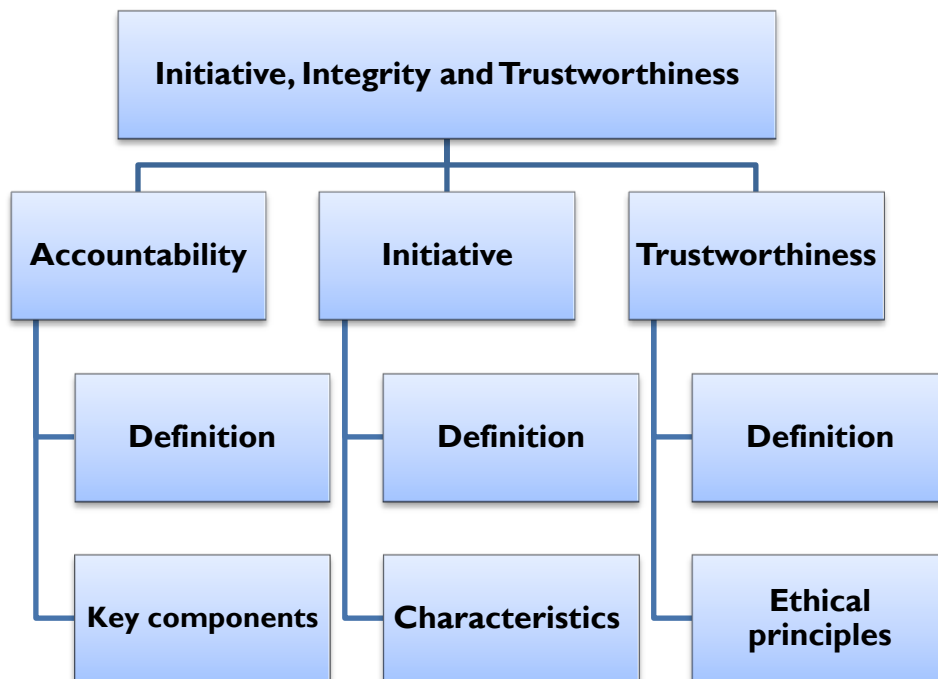 Initiative, Integrity and Trustworthiness
Accountability
Initiative
Trustworthiness
Definition
Definition
Definition
Key components
Characteristics
Ethical
principles